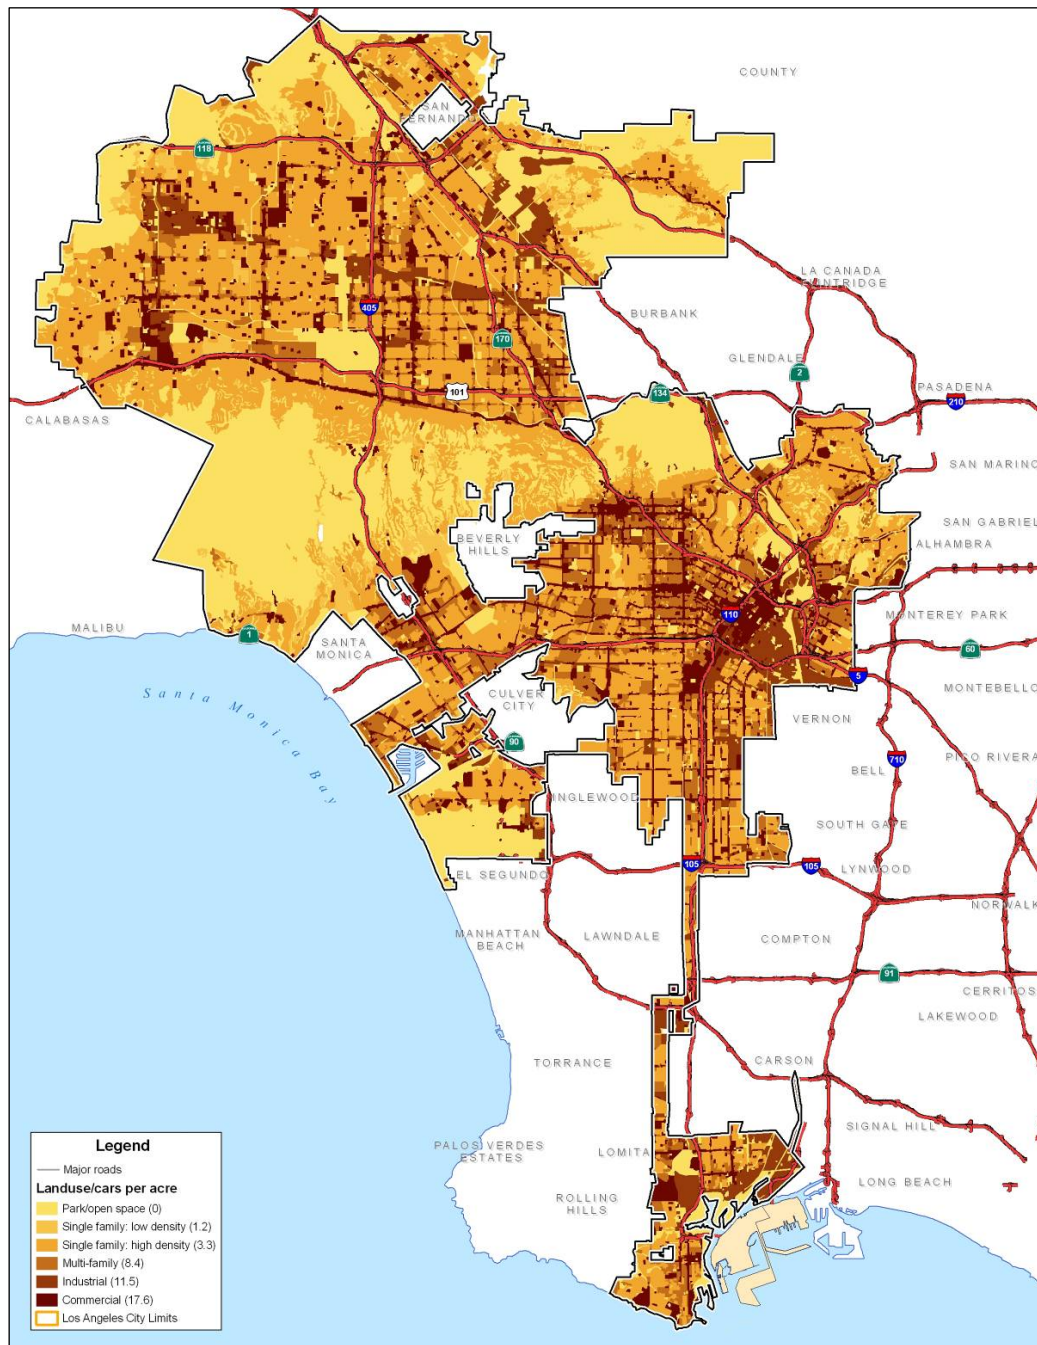 COUNTY
SAN
FERNANDO
118
LA CANADA
FLINTRIDGE
405
BURBANK
170
GLENDALE
2
101
134
PASADENA
210
CALABASAS
SAN MARINO
SAN GABRIEL
BEVERLY
HILLS
ALHAMBRA
110
MONTEREY PARK
MALIBU
1
SANTA
MONICA
60
5
MONTEBELLO
Santa Monica Bay
CULVER
CITY
VERNON
90
710
PICO RIVERA
BELL
INGLEWOOD
SOUTH GATE
105
105
LYNWOOD
EL SEGUNDO
NORWALK
MANHATTAN
BEACH
LAWNDALE
COMPTON
91
CERRITOS
LAKEWOOD
TORRANCE
CARSON
SIGNAL HILL
PALOS VERDES
ESTATES
LOMITA
LONG BEACH
ROLLING
HILLS
Legend
Major roads
Landuse/cars per acre
Park/open space (0)
Single family: low density (1.2)
Single family: high density (3.3)
Multi-family (8.4)
Industrial (11.5)
Commercial (17.6)
Los Angeles City Limits